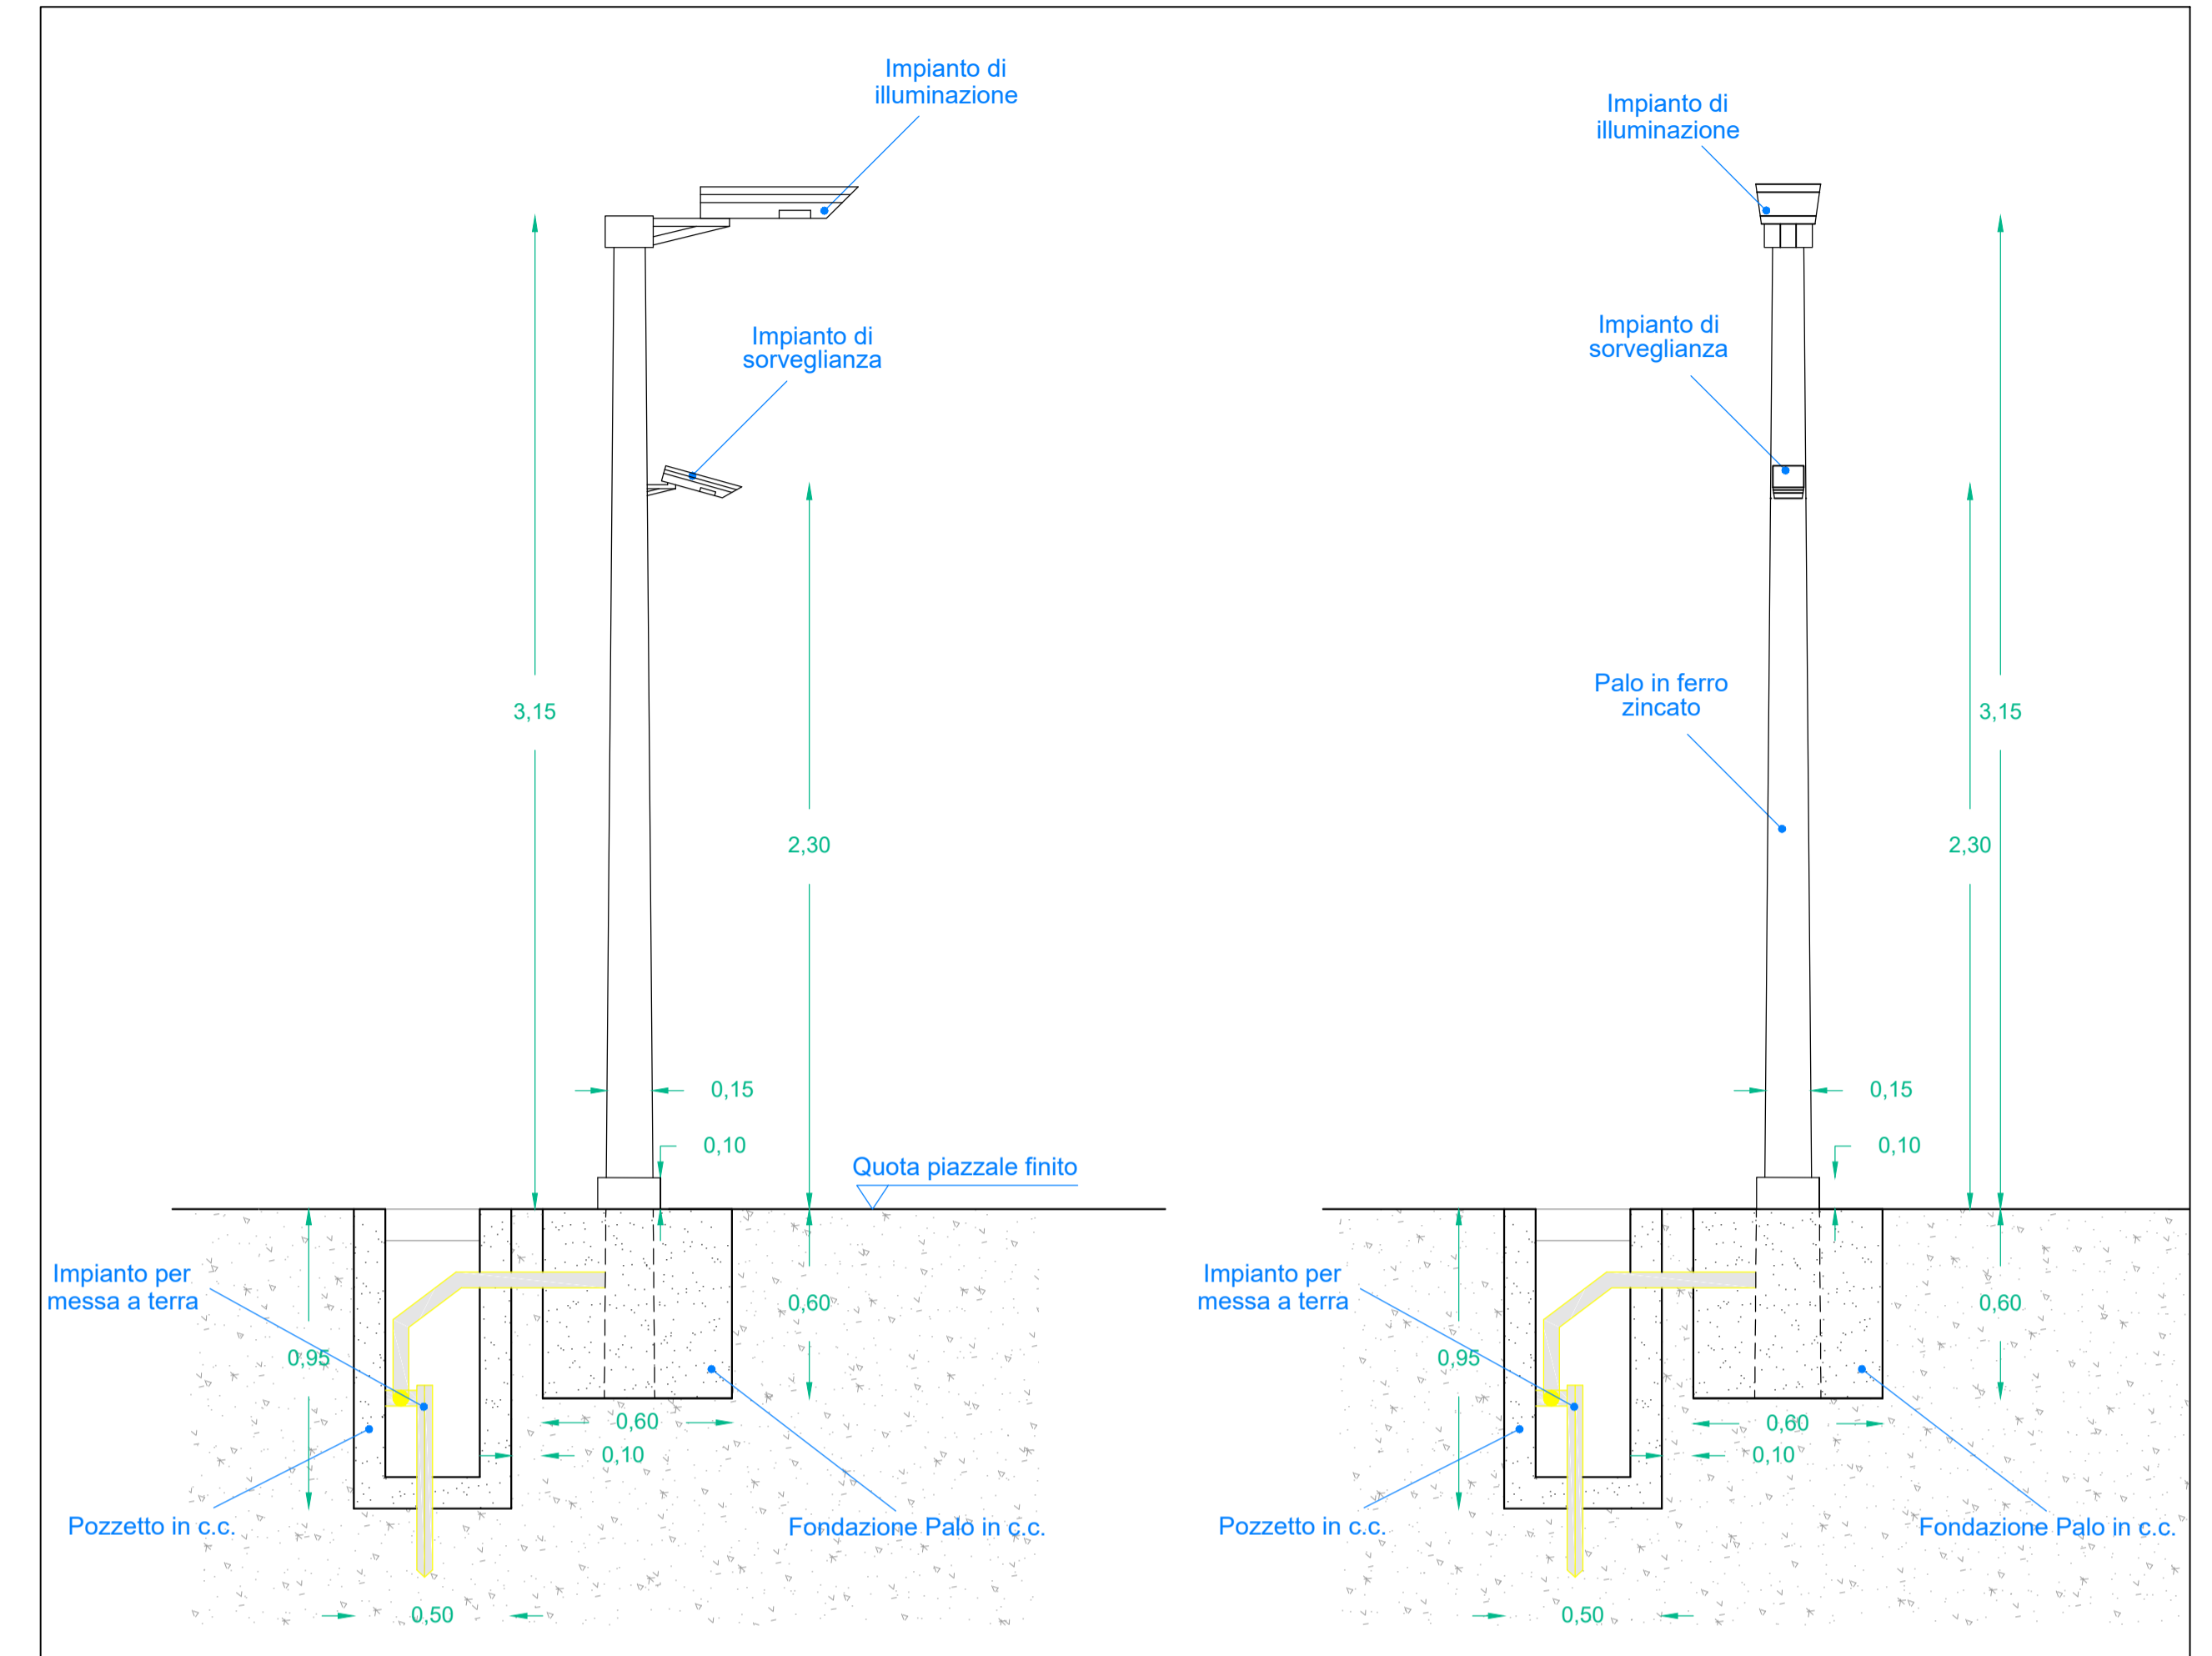 Impianto di
illuminazione
Impianto di
sorveglianza
3,15
2,30
0,15
0,10
Quota piazzale finito
Impianto per
messa a terra
0,95
0,60
0,60
0,10
Pozzetto in c.c.
Fondazione Palo in c.c.
0,50
Impianto di
illuminazione
Impianto di
sorveglianza
Palo in ferro
zincato
3,15
2,30
0,15
0,10
Impianto per
messa a terra
0,95
0,60
0,60
0,10
Pozzetto in c.c.
Fondazione Palo in c.c.
0,50